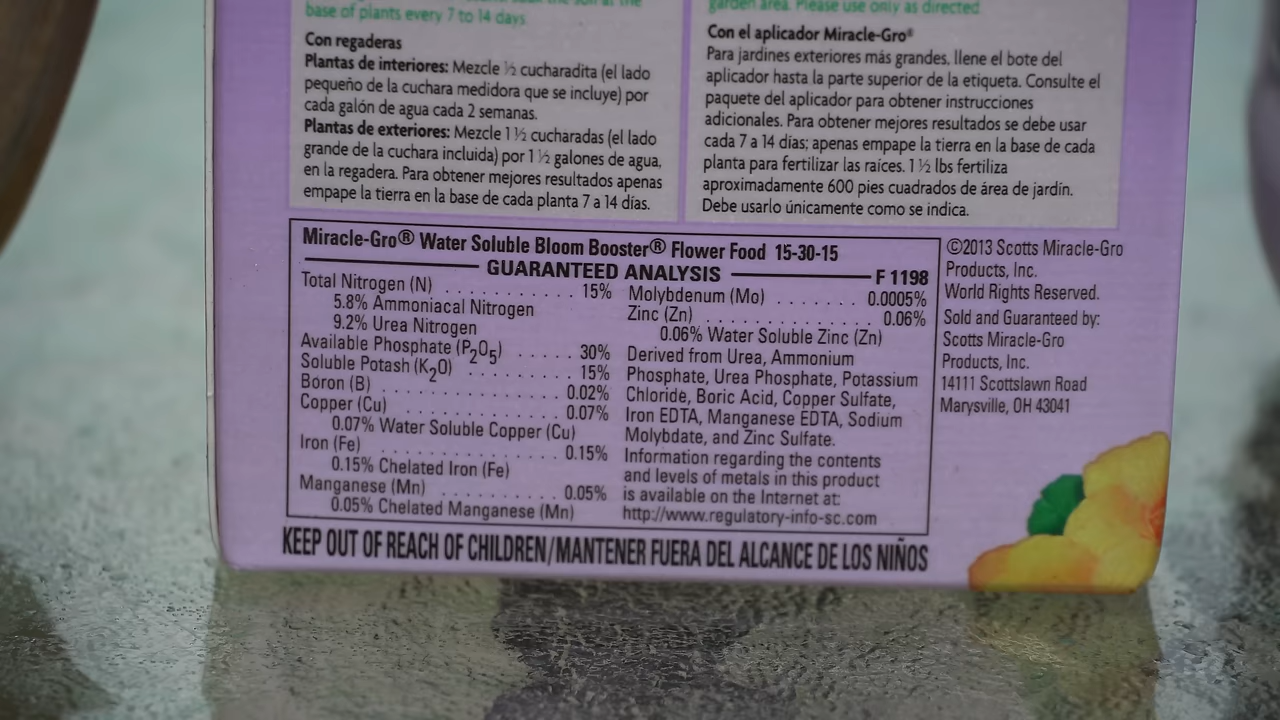 base of plants every 7 to 14 days
Con regaderas
Plantas de interiores: Mezcle ½ cucharadita (el lado
pequeño de la cuchara medidora que se incluye) por
cada galón de agua cada 2 semanas.
Plantas de exteriores: Mezcle 1 ½ cucharadas (el lado
grande de la cuchara incluida) por 1 ½ galones de agua,
en la regadera. Para obtener mejores resultados apenas
empape la tierra en la base de cada planta 7 a 14 días.
garden area. Please use only as directed
Con el aplicador Miracle-Gro®
Para jardines exteriores más grandes, llene el bote del
aplicador hasta la parte superior de la etiqueta. Consulte el
paquete del aplicador para obtener instrucciones
adicionales. Para obtener mejores resultados se debe usar
cada 7 a 14 días; apenas empape la tierra en la base de cada
planta para fertilizar las raíces. 1 ½ lbs fertiliza
aproximadamente 600 pies cuadrados de área de jardín.
Debe usarlo únicamente como se indica.
Miracle-Gro® Water Soluble Bloom Booster® Flower Food 15-30-15
GUARANTEED ANALYSIS F 1198
Total Nitrogen (N) . . . . . . . . . . . 15%
5.8% Ammoniacal Nitrogen
9.2% Urea Nitrogen
Available Phosphate (P2O5) . . . . . . 30%
Soluble Potash (K2O) . . . . . . . . . 15%
Boron (B) . . . . . . . . . . . . . . 0.02%
Copper (Cu) . . . . . . . . . . . . 0.07%
0.07% Water Soluble Copper (Cu)
Iron (Fe) . . . . . . . . . . . . . . . 0.15%
0.15% Chelated Iron (Fe)
Manganese (Mn) . . . . . . . . . . 0.05%
0.05% Chelated Manganese (Mn)
Molybdenum (Mo) . . . . . . . 0.0005%
Zinc (Zn) . . . . . . . . . . . . . . 0.06%
0.06% Water Soluble Zinc (Zn)
Derived from Urea, Ammonium
Phosphate, Urea Phosphate, Potassium
Chloride, Boric Acid, Copper Sulfate,
Iron EDTA, Manganese EDTA, Sodium
Molybdate, and Zinc Sulfate.
Information regarding the contents
and levels of metals in this product
is available on the Internet at:
http://www.regulatory-info-sc.com
©2013 Scotts Miracle-Gro
Products, Inc.
World Rights Reserved.
Sold and Guaranteed by:
Scotts Miracle-Gro
Products, Inc.
14111 Scottslawn Road
Marysville, OH 43041
KEEP OUT OF REACH OF CHILDREN/MANTENER FUERA DEL ALCANCE DE LOS NIÑOS